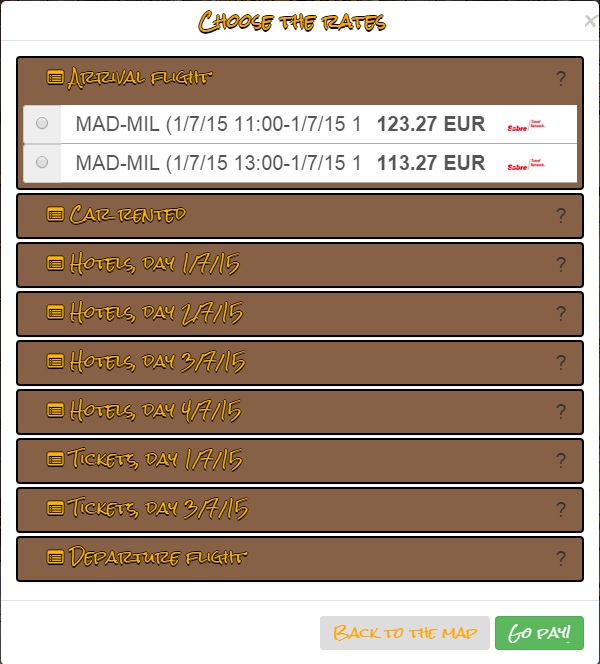 Choose the rates ×
Arrival flight ?
MAD-MIL (1/7/15 11:00-1/7/15 1 123.27 EUR Sabre Travel Network.
MAD-MIL (1/7/15 13:00-1/7/15 1 113.27 EUR Sabre Travel Network.
Car rented ?
Hotels, day 1/7/15 ?
Hotels, day 2/7/15 ?
Hotels, day 3/7/15 ?
Hotels, day 4/7/15 ?
Tickets, day 1/7/15 ?
Tickets, day 3/7/15 ?
Departure flight ?
Back to the map Go pay!